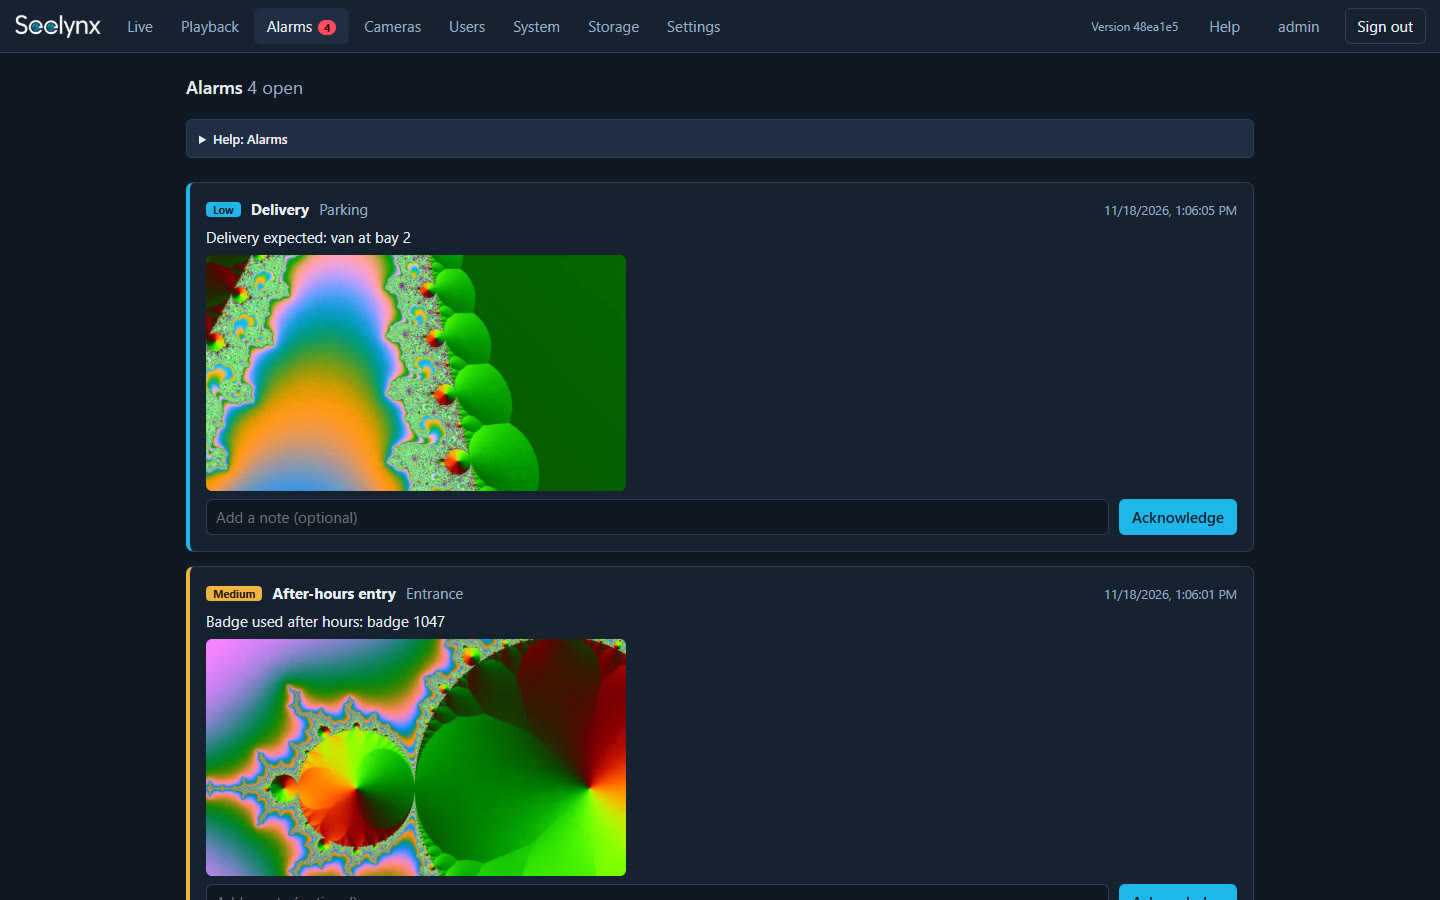 Seelynx Live Playback Alarms 4 Cameras Users System Storage Settings Version 48ea1e5 Help admin Sign out
Alarms 4 open
Help: Alarms
Low Delivery Parking 11/18/2026, 1:06:05 PM
Delivery expected: van at bay 2
Add a note (optional) Acknowledge
Medium After-hours entry Entrance 11/18/2026, 1:06:01 PM
Badge used after hours: badge 1047